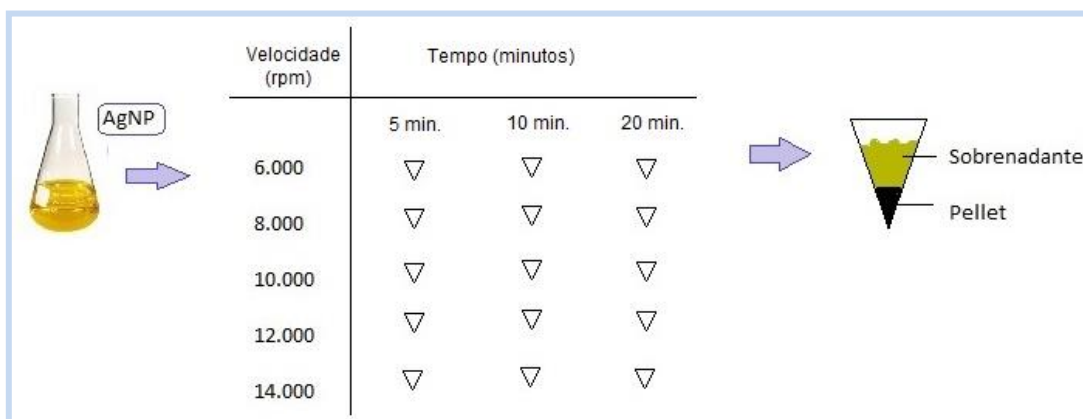 AgNP
Velocidade
(rpm)
Tempo (minutos)
5 min.
10 min.
20 min.
6.000
8.000
10.000
12.000
14.000
Sobrenadante
Pellet